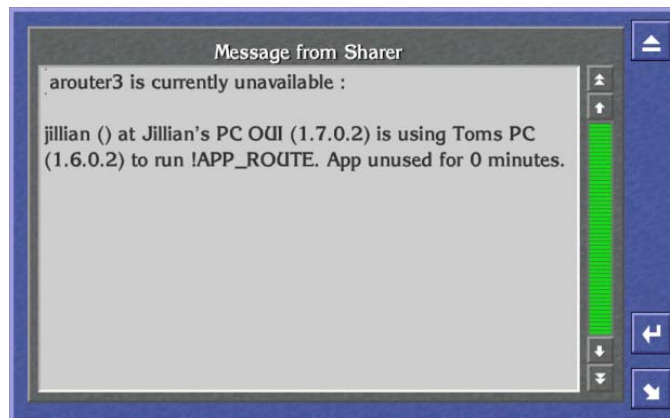 Message from Sharer
arouter3 is currently unavailable :
jillian () at Jillian's PC OUI (1.7.0.2) is using Toms PC
(1.6.0.2) to run !APP_ROUTE. App unused for 0 minutes.